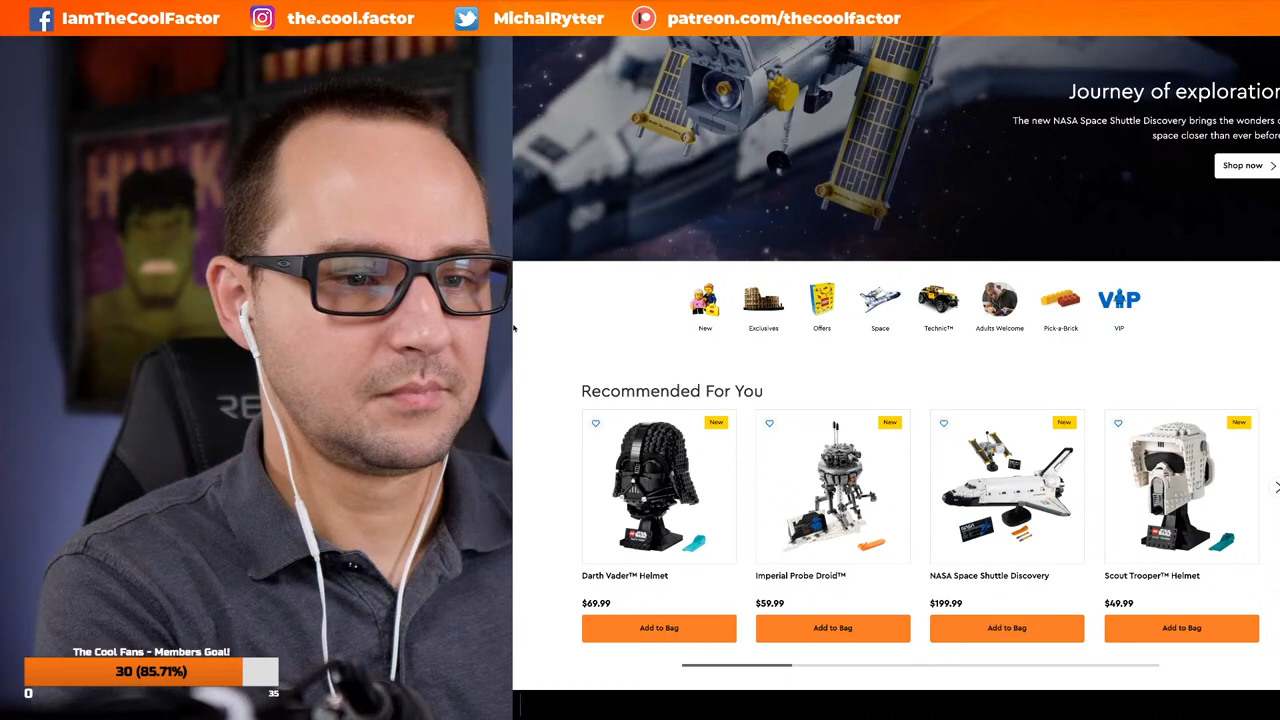 IamTheCoolFactor
the.cool.factor
MichalRytter
patreon.com/thecoolfactor
Journey of exploration
The new NASA Space Shuttle Discovery brings the wonders
space closer than ever before
Shop now
New
Exclusives
Offers
Space
Technic™
Adults Welcome
Pick-a-Brick
VIP
VIP
Recommended For You
New
New
New
New
Darth Vader™ Helmet
Imperial Probe Droid™
NASA Space Shuttle Discovery
Scout Trooper™ Helmet
$69.99
$59.99
$199.99
$49.99
Add to Bag
Add to Bag
Add to Bag
Add to Bag
The Cool Fans - Members Goal!
30 (85.71%)
0
35
HULK
RE